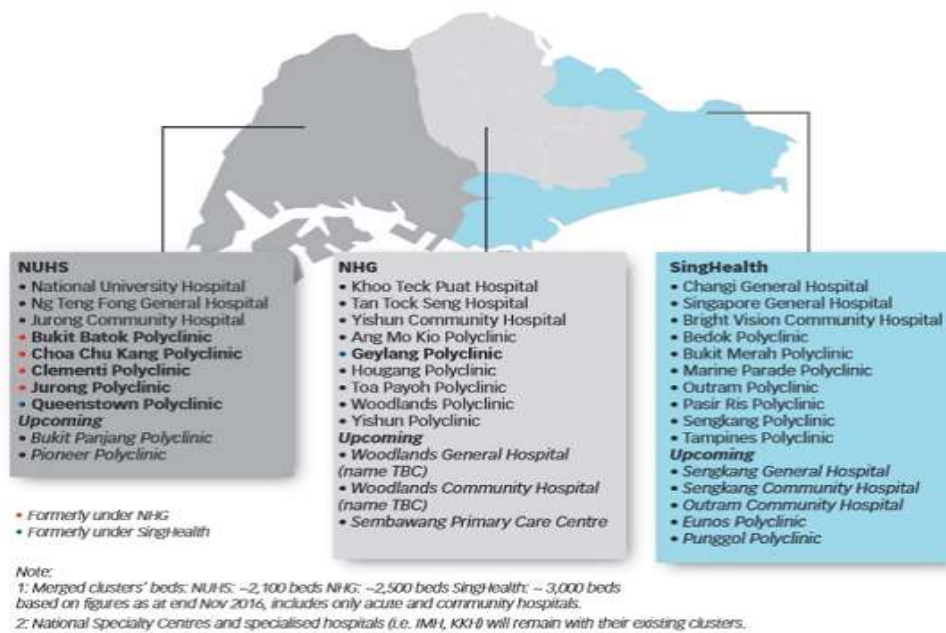 NUHS
• National University Hospital
• Ng Teng Fong General Hospital
• Jurong Community Hospital
• Bukit Batok Polyclinic
• Choa Chu Kang Polyclinic
• Clementi Polyclinic
• Jurong Polyclinic
• Queenstown Polyclinic
Upcoming
• Bukit Panjang Polyclinic
• Pioneer Polyclinic
NHG
• Khoo Teck Puat Hospital
• Tan Tock Seng Hospital
• Yishun Community Hospital
• Ang Mo Kio Polyclinic
• Geylang Polyclinic
• Hougang Polyclinic
• Toa Payoh Polyclinic
• Woodlands Polyclinic
• Yishun Polyclinic
Upcoming
• Woodlands General Hospital
(name TBC)
• Woodlands Community Hospital
(name TBC)
• Sembawang Primary Care Centre
SingHealth
• Changi General Hospital
• Singapore General Hospital
• Bright Vision Community Hospital
• Bedok Polyclinic
• Bukit Merah Polyclinic
• Marine Parade Polyclinic
• Outram Polyclinic
• Pasir Ris Polyclinic
• Sengkang Polyclinic
• Tampines Polyclinic
Upcoming
• Sengkang General Hospital
• Sengkang Community Hospital
• Outram Community Hospital
• Eunos Polyclinic
• Punggol Polyclinic
• Formerly under NHG
• Formerly under SingHealth
Note:
1: Merged clusters' beds: NUHS: ~2,100 beds NHG: ~2,500 beds SingHealth: ~ 3,000 beds
based on figures as at end Nov 2016, includes only acute and community hospitals.
2: National Specialty Centres and specialised hospitals (i.e. IMH, KKH) will remain with their existing clusters.